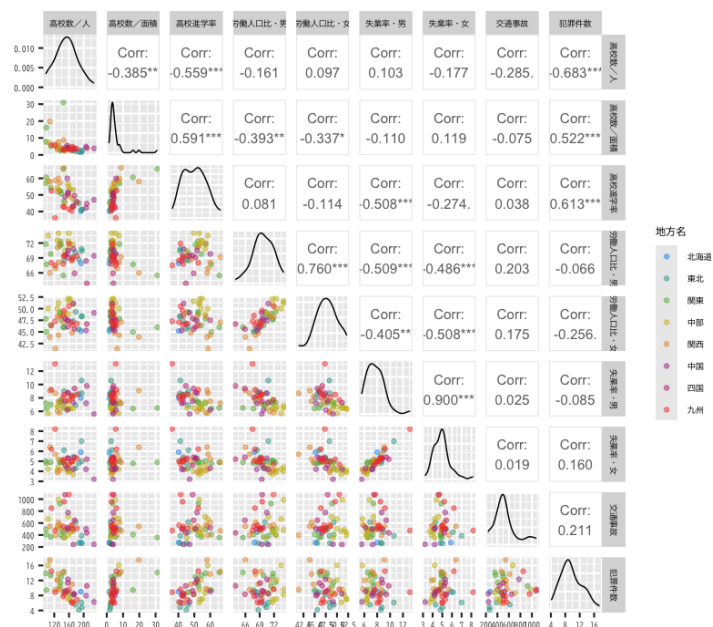 高校数／人 高校数／面積 高校進学率 労働人口比・男 労働人口比・女 失業率・男 失業率・女 交通事故 犯罪件数
0.010
0.005
0.000
Corr: Corr: Corr: Corr: Corr: Corr: Corr: Corr:
-0.385** -0.559*** -0.161 0.097 0.103 -0.177 -0.285. -0.683***
高校数／人
30
20
10
0
Corr: Corr: Corr: Corr: Corr: Corr: Corr:
0.591*** -0.393** -0.337* -0.110 0.119 -0.075 0.522***
高校数／面積
60
50
40
Corr: Corr: Corr: Corr: Corr: Corr:
0.081 -0.114 -0.508*** -0.274. 0.038 0.613***
高校進学率
72
69
66
Corr: Corr: Corr: Corr: Corr:
0.760*** -0.509*** -0.486*** 0.203 -0.066
労働人口比・男
52.5
50.0
47.5
45.0
42.5
Corr: Corr: Corr: Corr:
-0.405** -0.508*** 0.175 -0.256.
労働人口比・女
12
10
8
6
Corr: Corr: Corr:
0.900*** 0.025 -0.085
失業率・男
8
7
6
5
4
3
Corr: Corr:
0.019 0.160
失業率・女
1000
800
600
400
200
Corr:
0.211
交通事故
16
12
8
4
犯罪件数
120 160 200 0 10 20 30 40 50 60 66 69 72 6 8 10 12 3 4 5 6 7 8 200 400 600 800 1000 4 8 12 16
地方名
北海道
東北
関東
中部
関西
中国
四国
九州